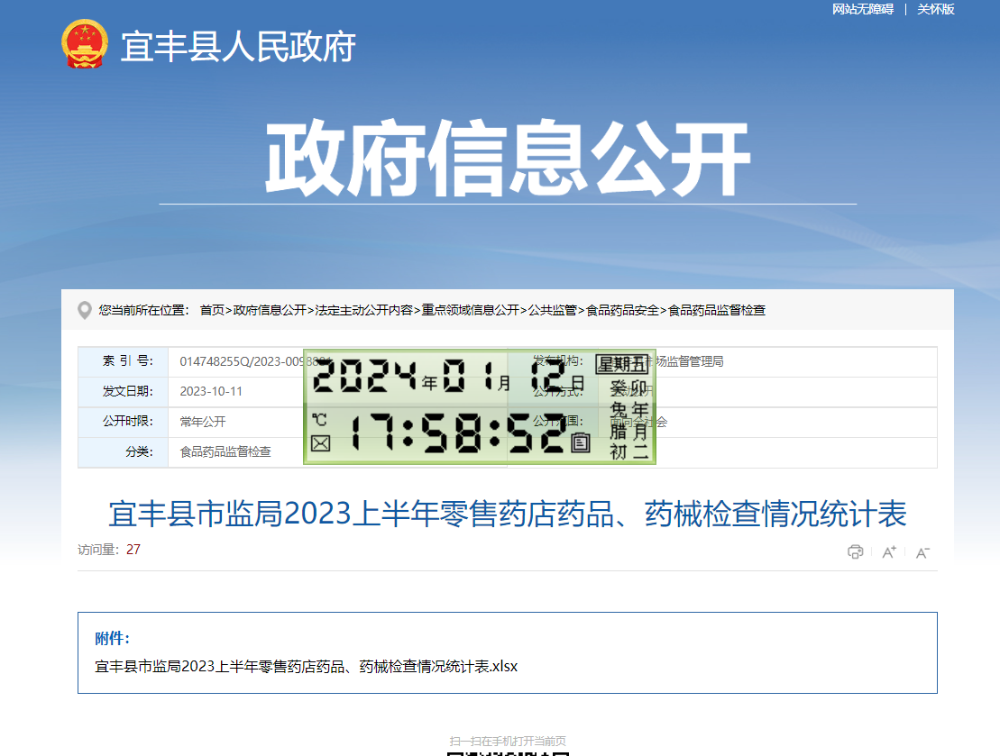 网站无障碍 | 关怀版
宜丰县人民政府
政府信息公开
您当前所在位置： 首页>政府信息公开>法定主动公开内容>重点领域信息公开>公共监管>食品药品安全>食品药品监督检查
索 引 号: 014748255Q/2023-009 发布机构: 市场监督管理局
发文日期: 2023-10-11 公开方式:
公开时限: 常年公开 公开范围: 面向全社会
分类: 食品药品监督检查
2024年01月12日 星期五
17:58:52
℃
癸卯
兔年
腊月
初二
宜丰县市监局2023上半年零售药店药品、药械检查情况统计表
访问量: 27
A+ A-
附件:
宜丰县市监局2023上半年零售药店药品、药械检查情况统计表.xlsx
扫一扫在手机打开当前页